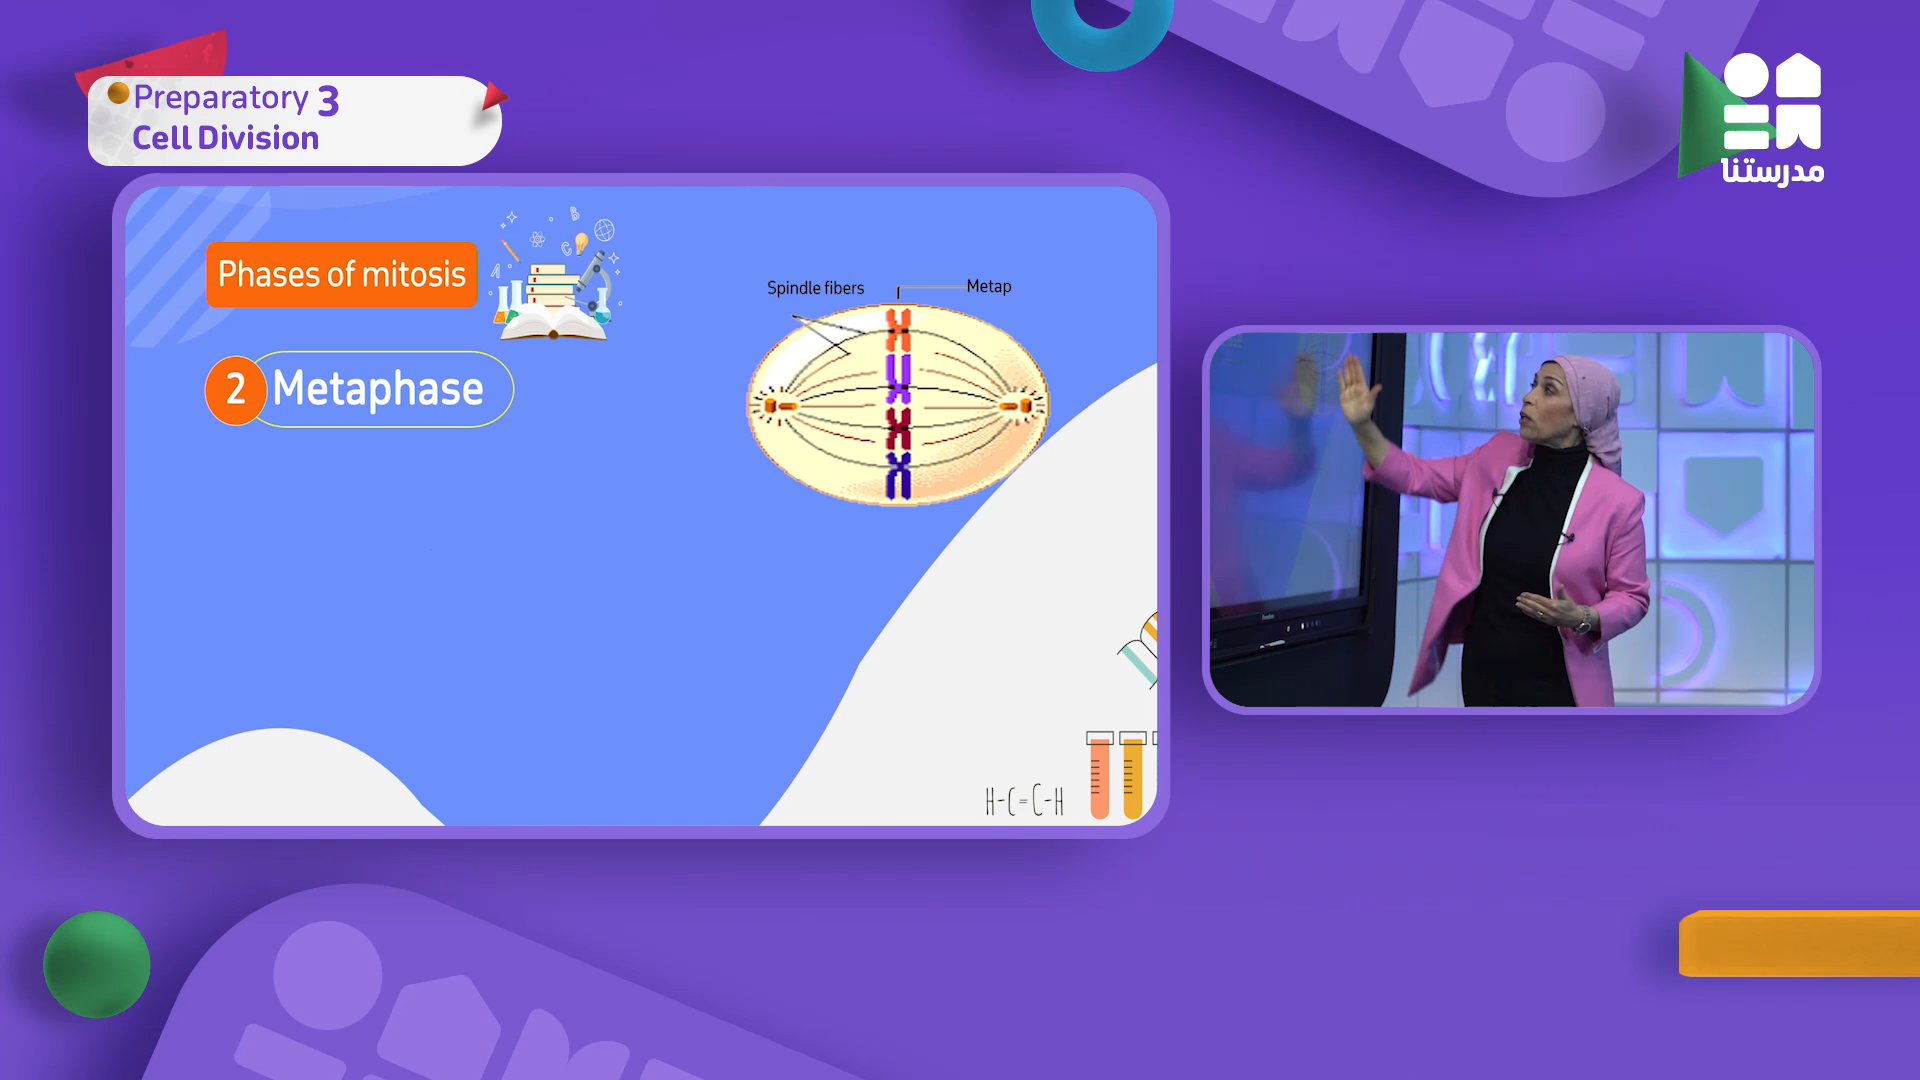 Preparatory 3
Cell Division
مدرستنا
Phases of mitosis
2 Metaphase
Spindle fibers
Metap
H-C=C-H